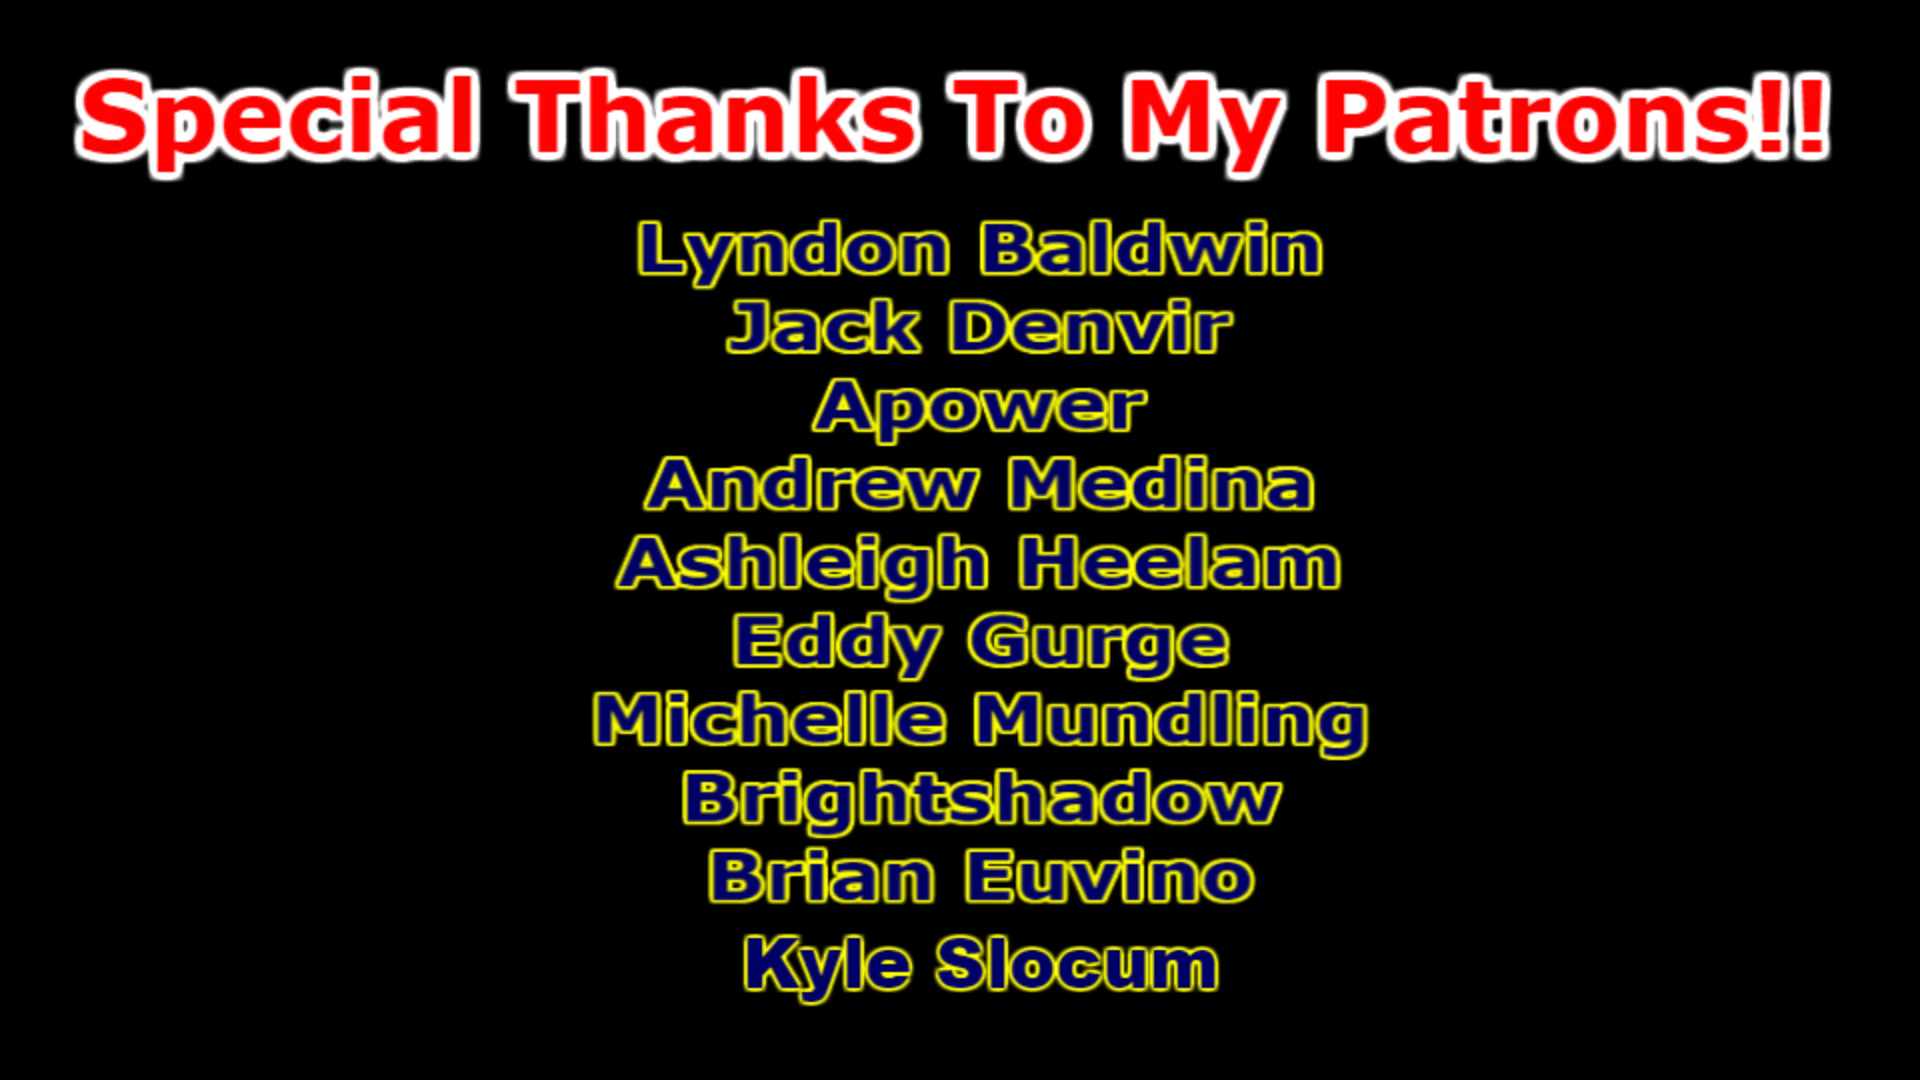 Special Thanks To My Patrons!!
Lyndon Baldwin
Jack Denvir
Apower
Andrew Medina
Ashleigh Heelam
Eddy Gurge
Michelle Mundling
Brightshadow
Brian Euvino
Kyle Slocum